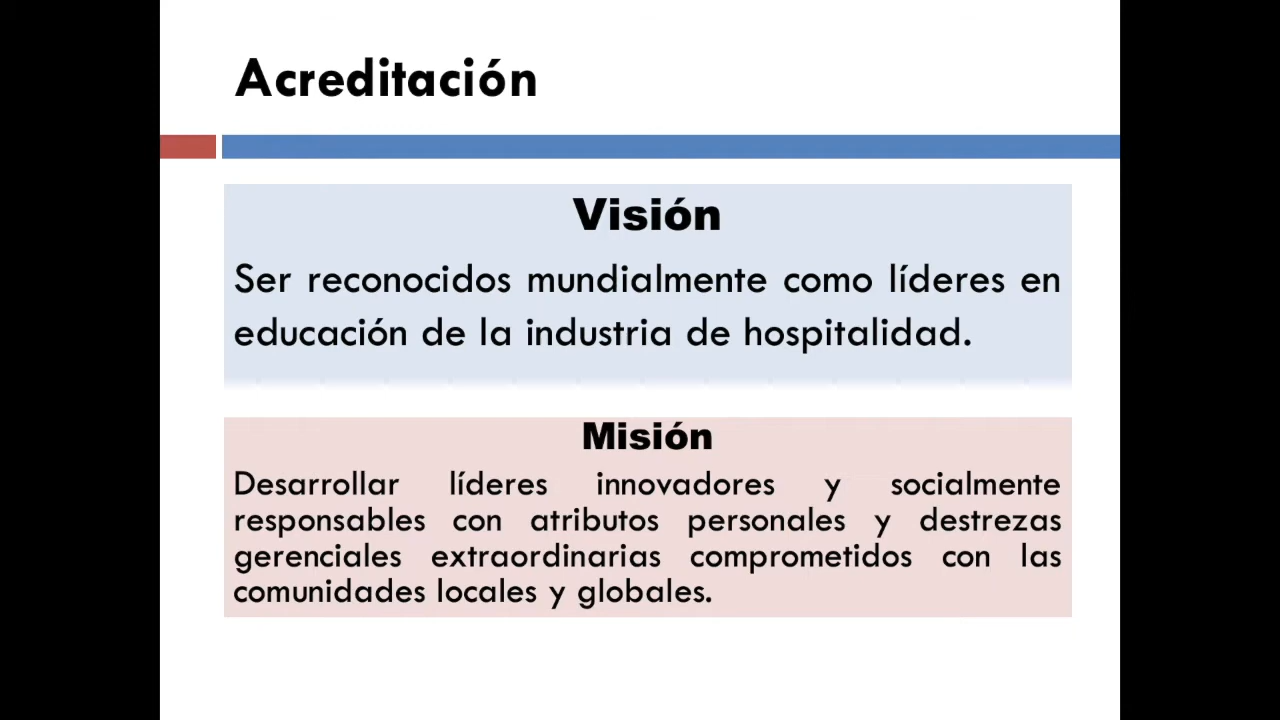 Acreditación
Visión
Ser reconocidos mundialmente como líderes en
educación de la industria de hospitalidad.
Misión
Desarrollar líderes innovadores y socialmente
responsables con atributos personales y destrezas
gerenciales extraordinarias comprometidos con las
comunidades locales y globales.